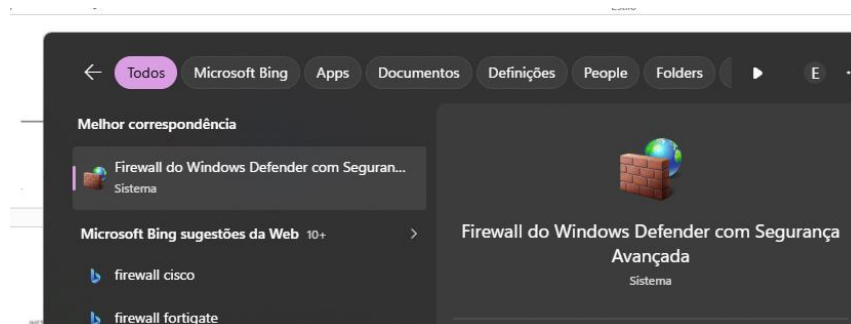 Todos Microsoft Bing Apps Documentos Definições People Folders E
Melhor correspondência
Firewall do Windows Defender com Seguran...
Sistema
Microsoft Bing sugestões da Web 10+
firewall cisco
firewall fortigate
Firewall do Windows Defender com Segurança
Avançada
Sistema